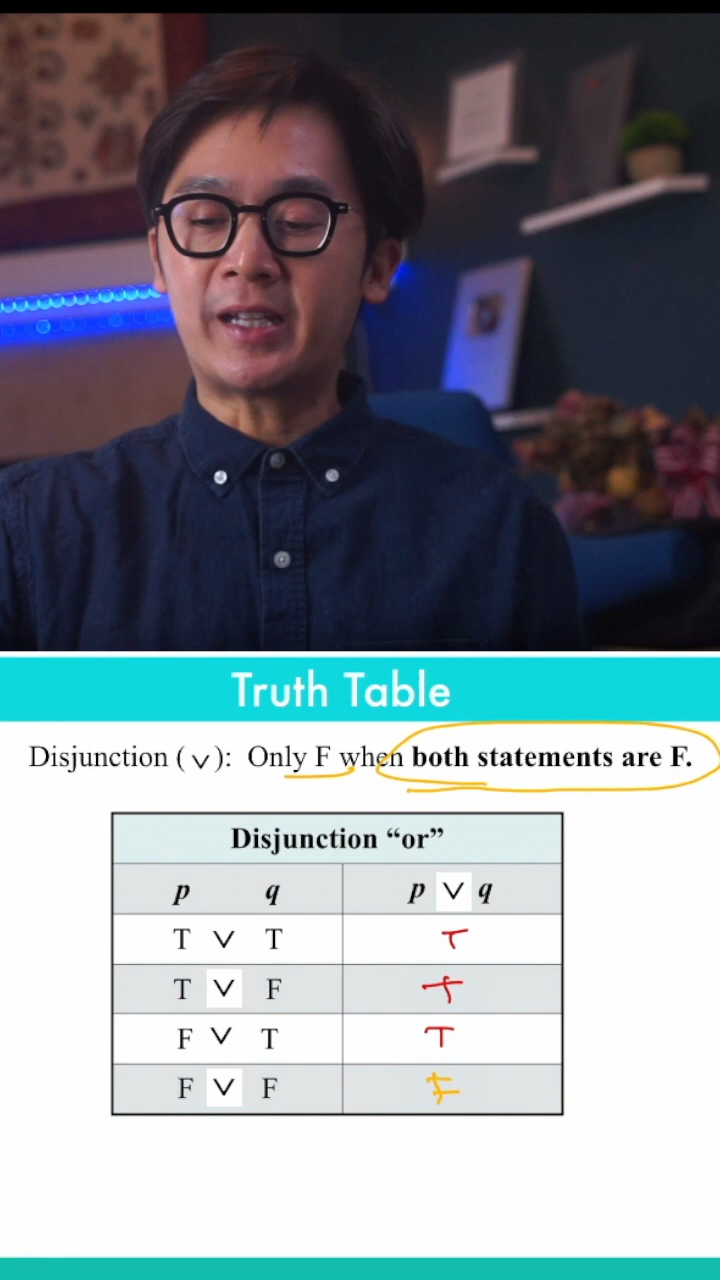 Truth Table
Disjunction ( ∨ ): Only F when both statements are F.
Disjunction “or”
p q p ∨ q
T ∨ T T
T ∨ F T
F ∨ T T
F ∨ F F